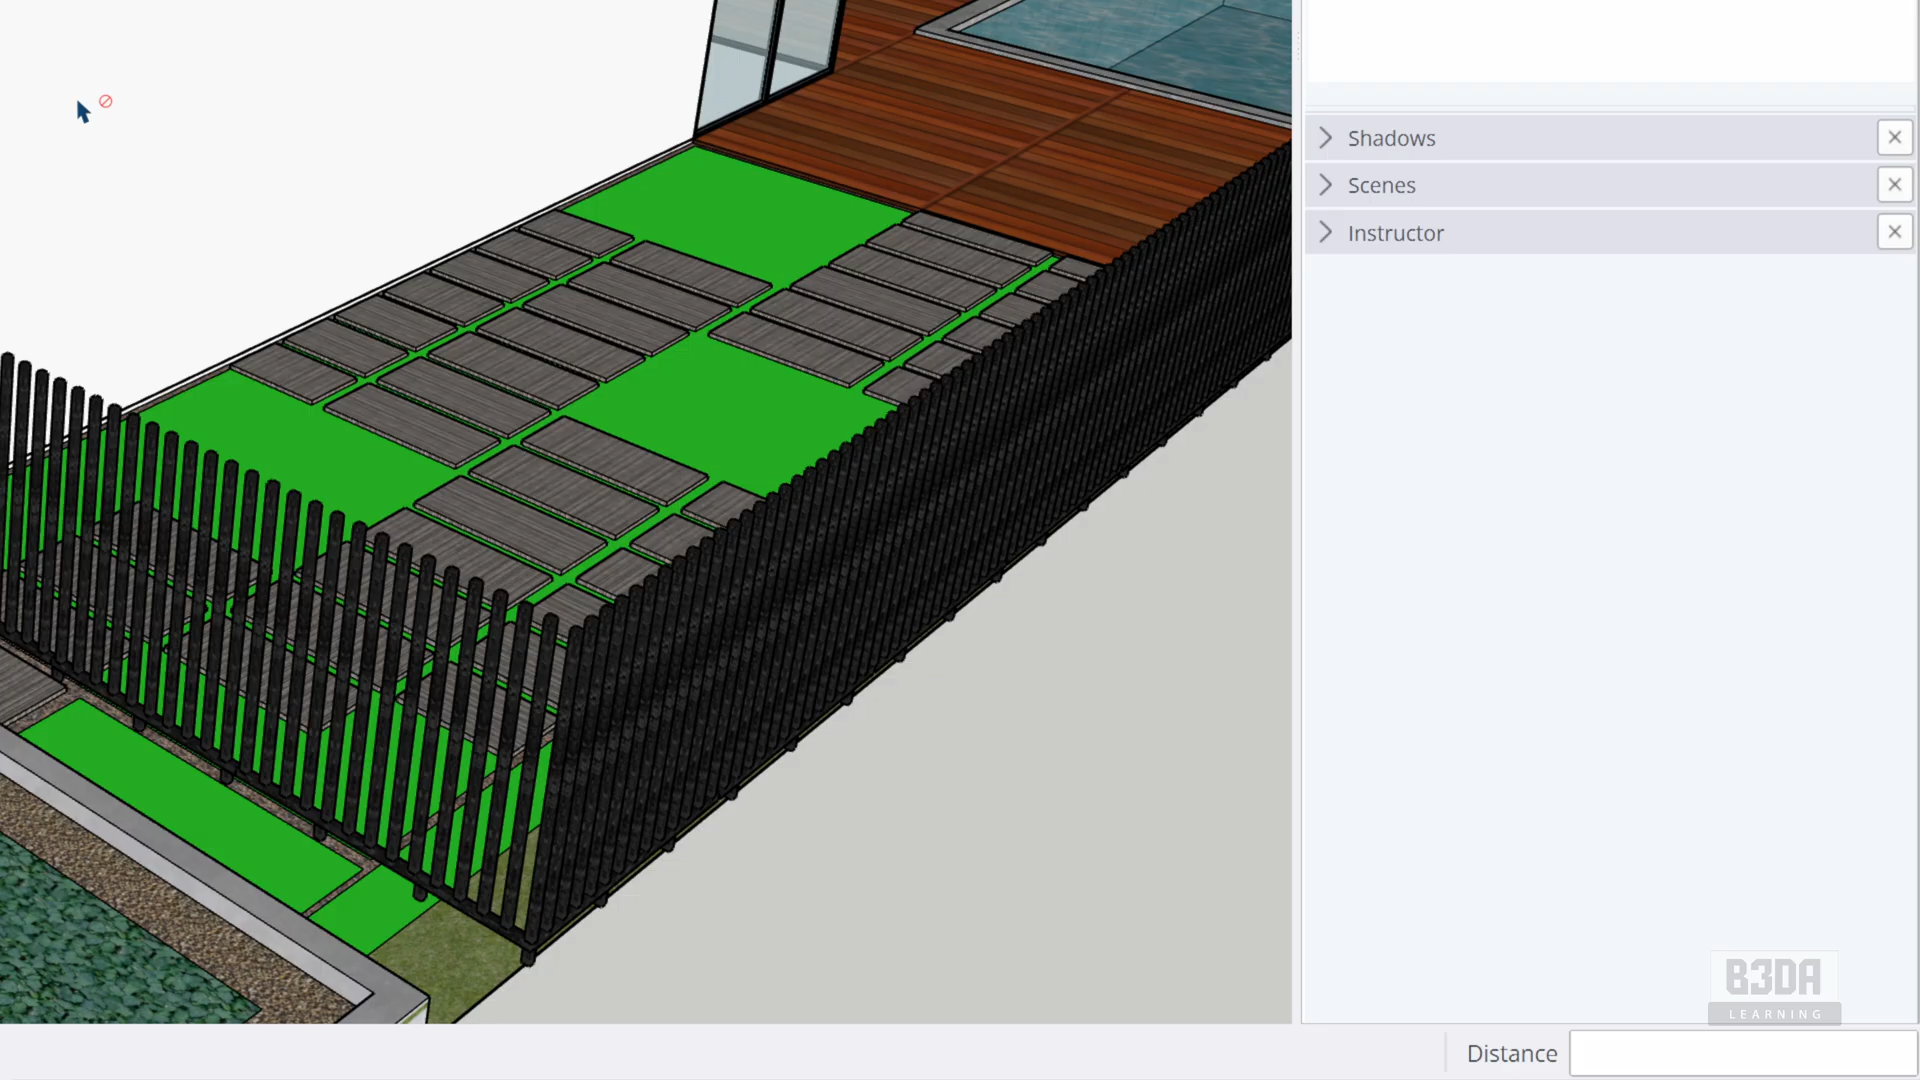 Shadows
Scenes
Instructor
B3DA
LEARNING
Distance